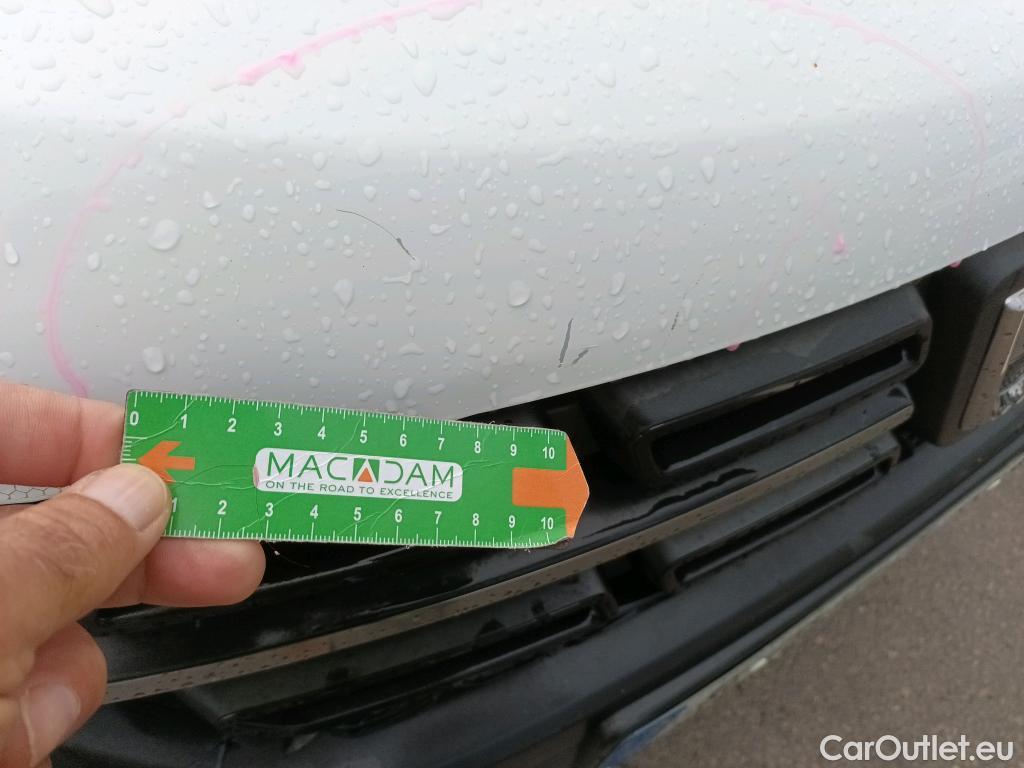 0 1 2 3 4 5 6 7 8 9 10
MACADAM
ON THE ROAD TO EXCELLENCE
1 2 3 4 5 6 7 8 9 10
CarOutlet.eu